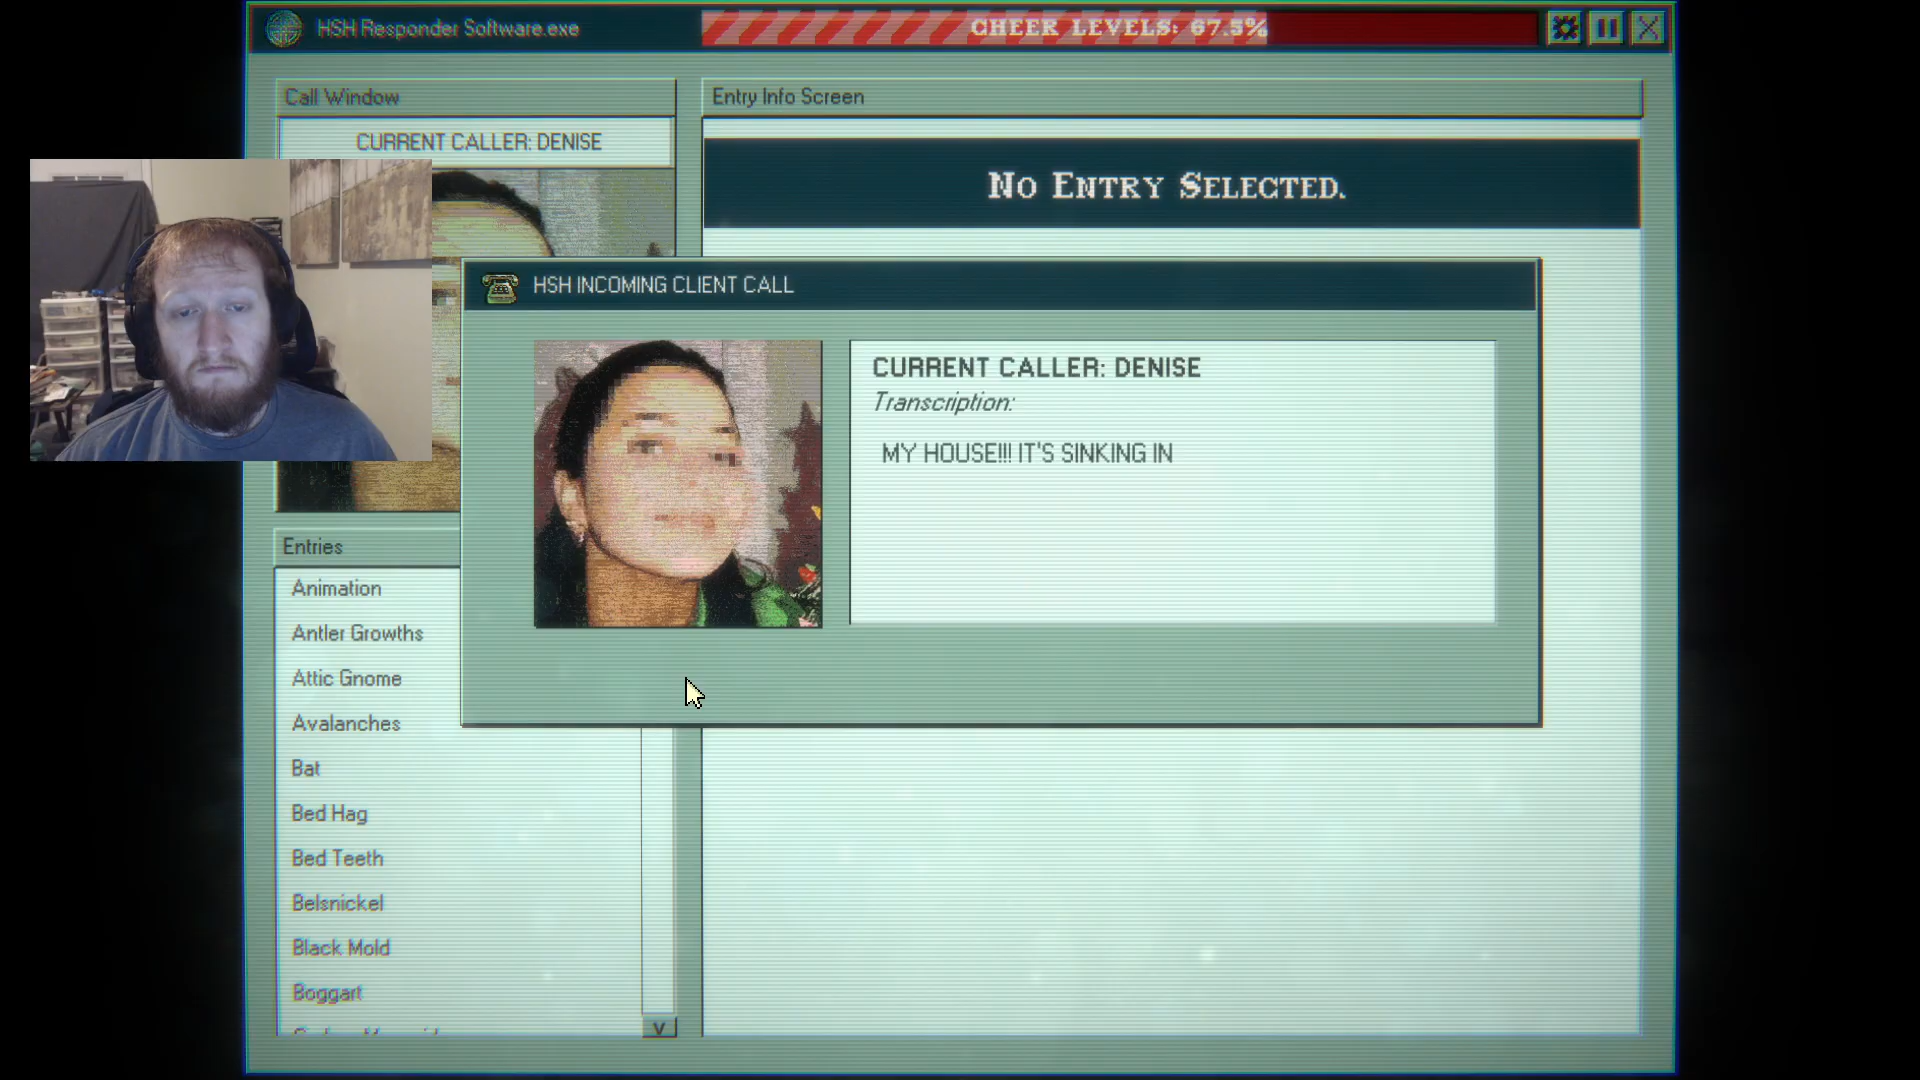 HSH Responder Software.exe
CHEER LEVELS: 67.5%
Call Window
CURRENT CALLER: DENISE
Entry Info Screen
NO ENTRY SELECTED.
HSH INCOMING CLIENT CALL
CURRENT CALLER: DENISE
Transcription:
MY HOUSE!!! IT'S SINKING IN
Entries
Animation
Antler Growths
Attic Gnome
Avalanches
Bat
Bed Hag
Bed Teeth
Belsnickel
Black Mold
Boggart